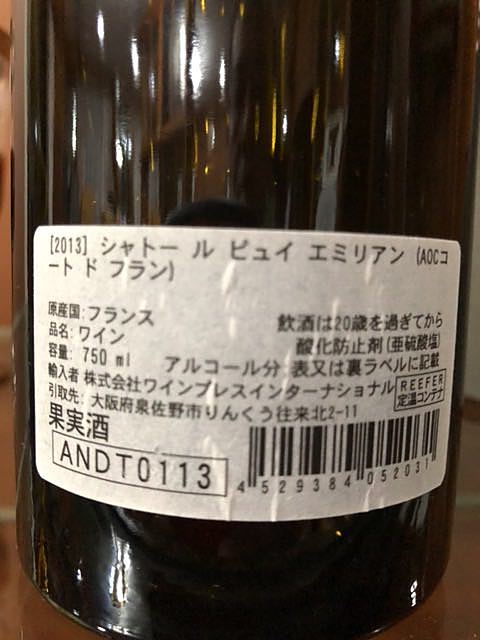 [2013] シャトー ル ピュイ エミリアン (AOCコ
ート ド フラン)
原産国:フランス
品名: ワイン
飲酒は20歳を過ぎてから
容量: 750 ml
酸化防止剤(亜硫酸塩)
アルコール分:表又は裏ラベルに記載
輸入者 株式会社ワインプレスインターナショナル
REEFER
定温コンテナ
引取先: 大阪府泉佐野市りんくう往来北2-11
果実酒
ANDT0113
4 529384 052031